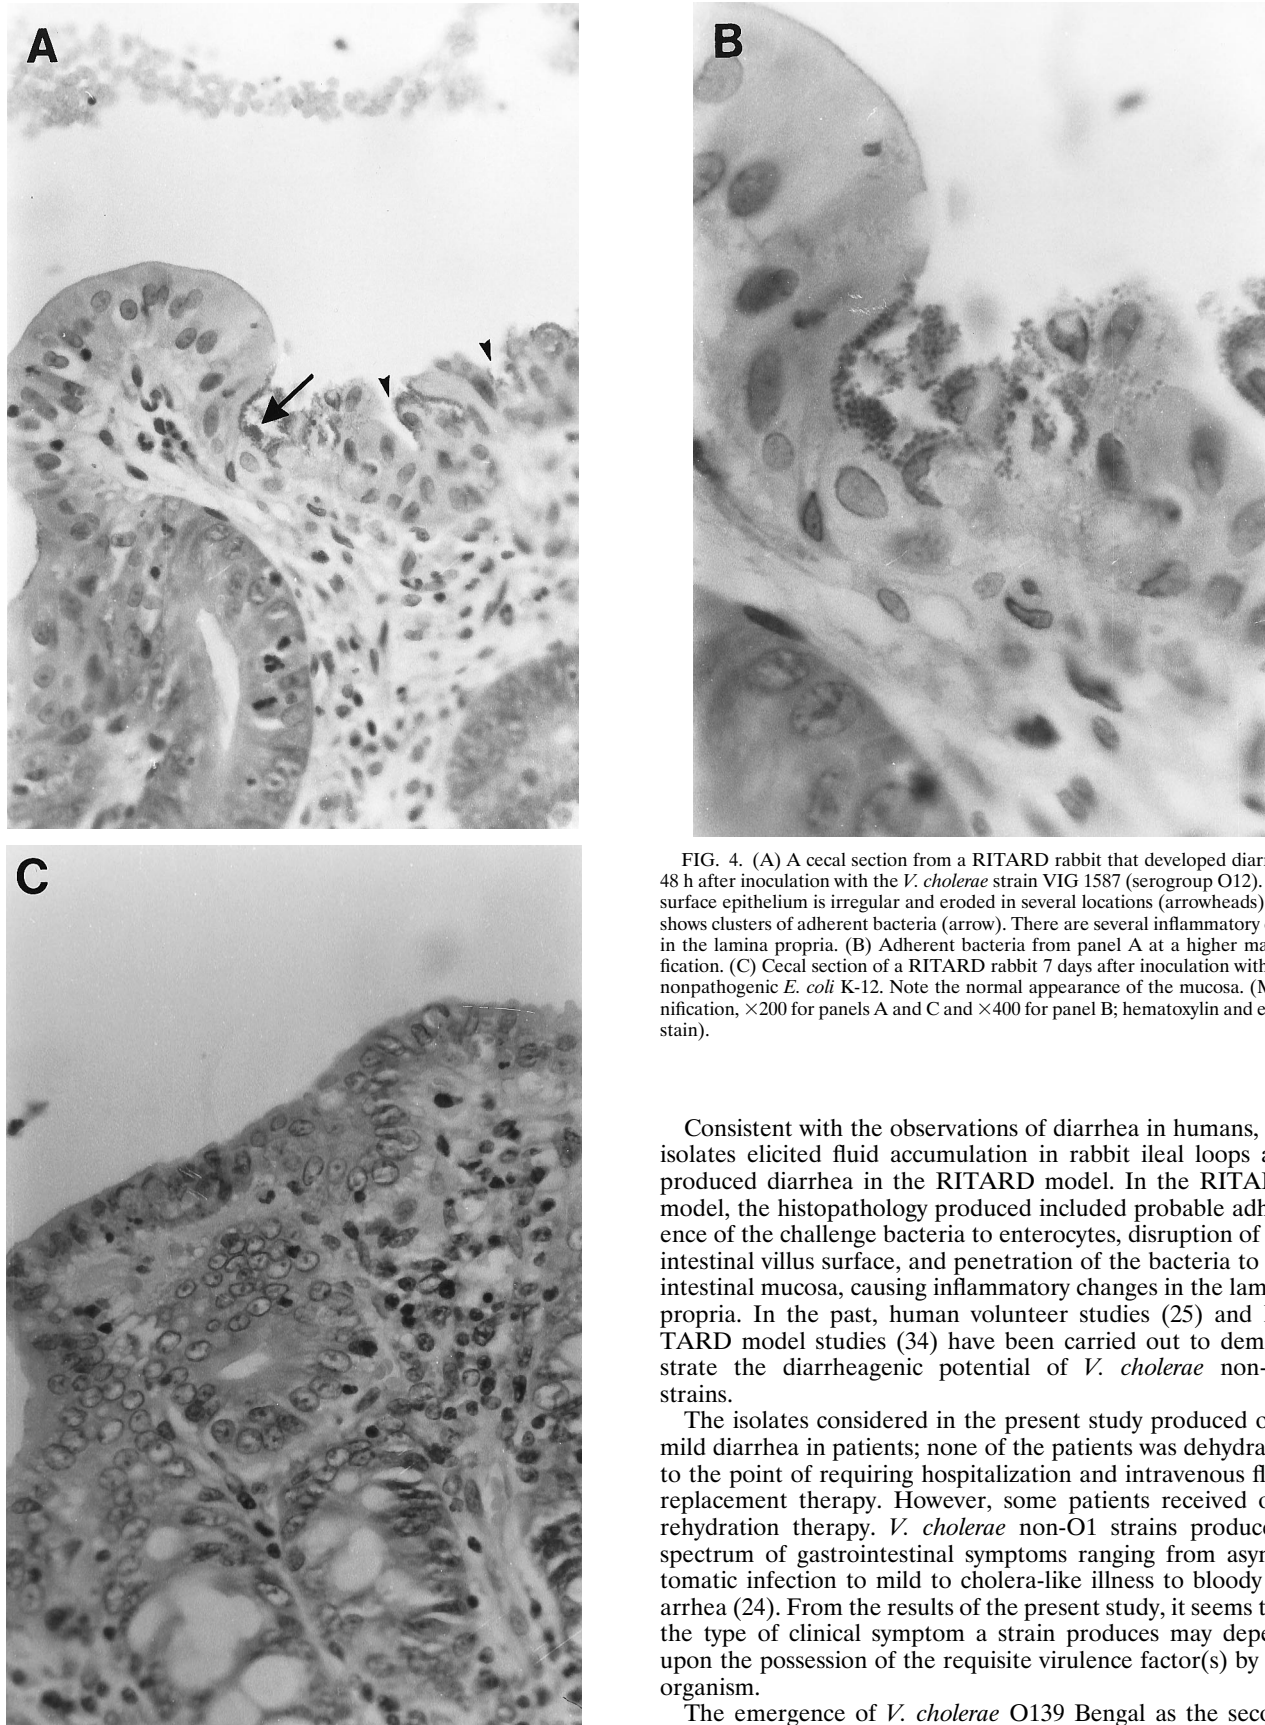 A
B
C
FIG. 4. (A) A cecal section from a RITARD rabbit that developed diar
48 h after inoculation with the V. cholerae strain VIG 1587 (serogroup O12).
surface epithelium is irregular and eroded in several locations (arrowheads)
shows clusters of adherent bacteria (arrow). There are several inflammatory
in the lamina propria. (B) Adherent bacteria from panel A at a higher ma
fication. (C) Cecal section of a RITARD rabbit 7 days after inoculation with
nonpathogenic E. coli K-12. Note the normal appearance of the mucosa. (M
nification, ×200 for panels A and C and ×400 for panel B; hematoxylin and e
stain).
Consistent with the observations of diarrhea in humans,
isolates elicited fluid accumulation in rabbit ileal loops a
produced diarrhea in the RITARD model. In the RITA
model, the histopathology produced included probable adh
ence of the challenge bacteria to enterocytes, disruption of
intestinal villus surface, and penetration of the bacteria to
intestinal mucosa, causing inflammatory changes in the lam
propria. In the past, human volunteer studies (25) and
TARD model studies (34) have been carried out to dem
strate the diarrheagenic potential of V. cholerae non-
strains.
The isolates considered in the present study produced o
mild diarrhea in patients; none of the patients was dehydra
to the point of requiring hospitalization and intravenous fl
replacement therapy. However, some patients received o
rehydration therapy. V. cholerae non-O1 strains produce
spectrum of gastrointestinal symptoms ranging from asym
tomatic infection to mild to cholera-like illness to bloody
arrhea (24). From the results of the present study, it seems t
the type of clinical symptom a strain produces may depe
upon the possession of the requisite virulence factor(s) by
organism.
The emergence of V. cholerae O139 Bengal as the seco